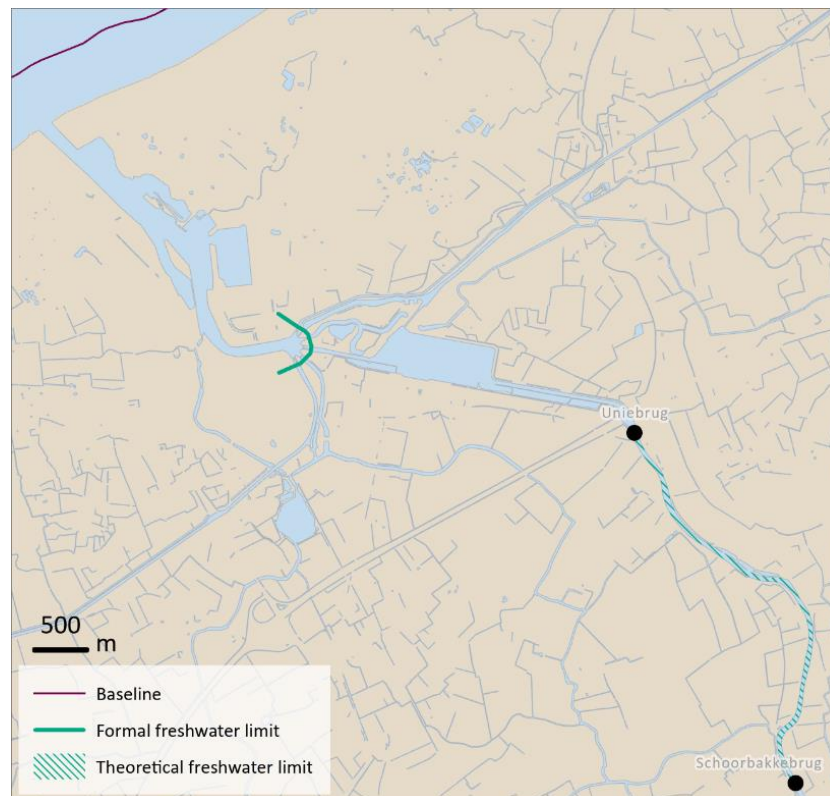 Uniebrug
Schoorbakkebrug
500
m
Baseline
Formal freshwater limit
Theoretical freshwater limit